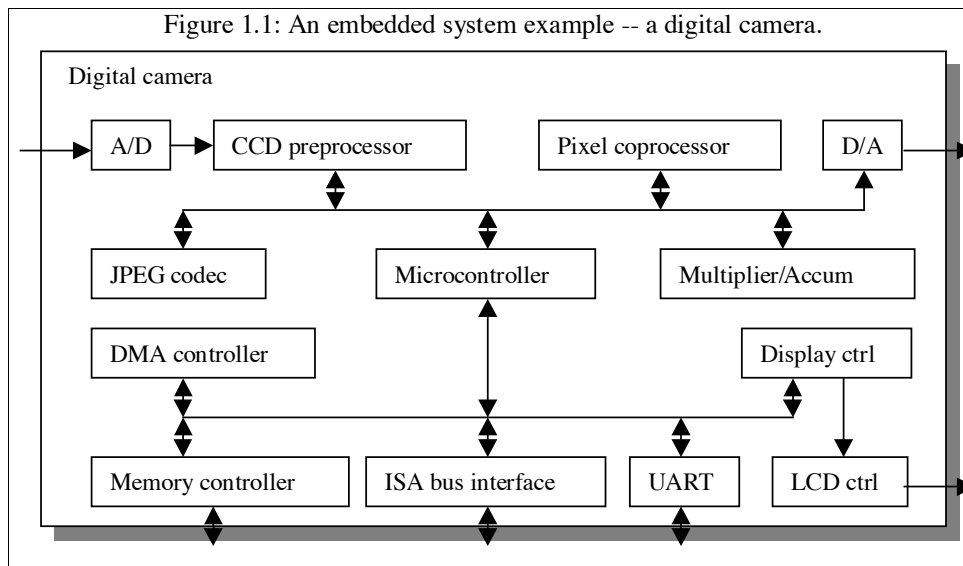 Figure 1.1: An embedded system example -- a digital camera.
Digital camera
A/D
CCD preprocessor
Pixel coprocessor
D/A
JPEG codec
Microcontroller
Multiplier/Accum
DMA controller
Display ctrl
Memory controller
ISA bus interface
UART
LCD ctrl